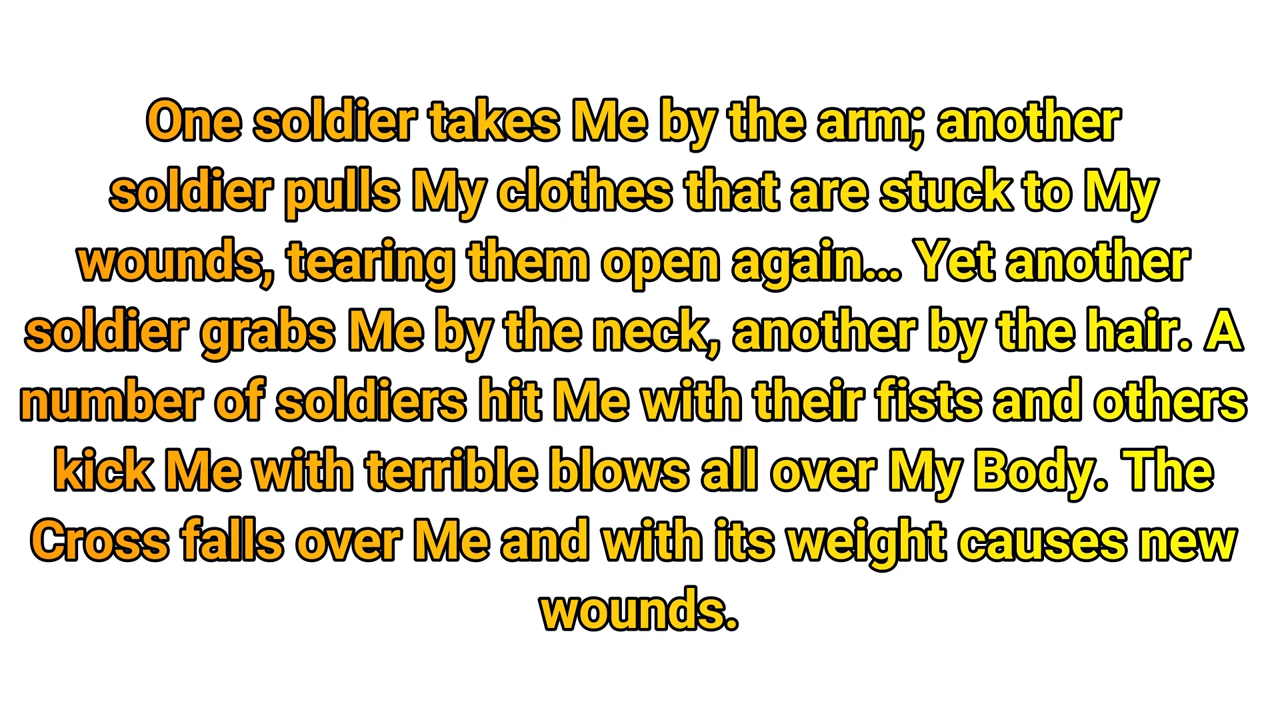 One soldier takes Me by the arm; another
soldier pulls My clothes that are stuck to My
wounds, tearing them open again... Yet another
soldier grabs Me by the neck, another by the hair. A
number of soldiers hit Me with their fists and others
kick Me with terrible blows all over My Body. The
Cross falls over Me and with its weight causes new
wounds.